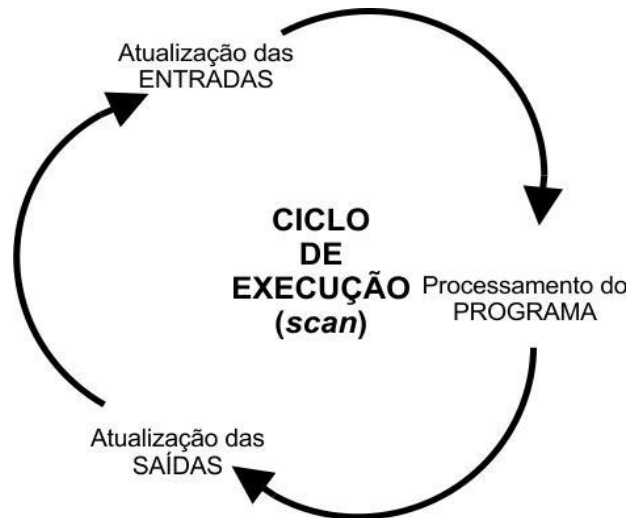 Atualização das
ENTRADAS
CICLO
DE
EXECUÇÃO
(scan)
Processamento do
PROGRAMA
Atualização das
SAÍDAS